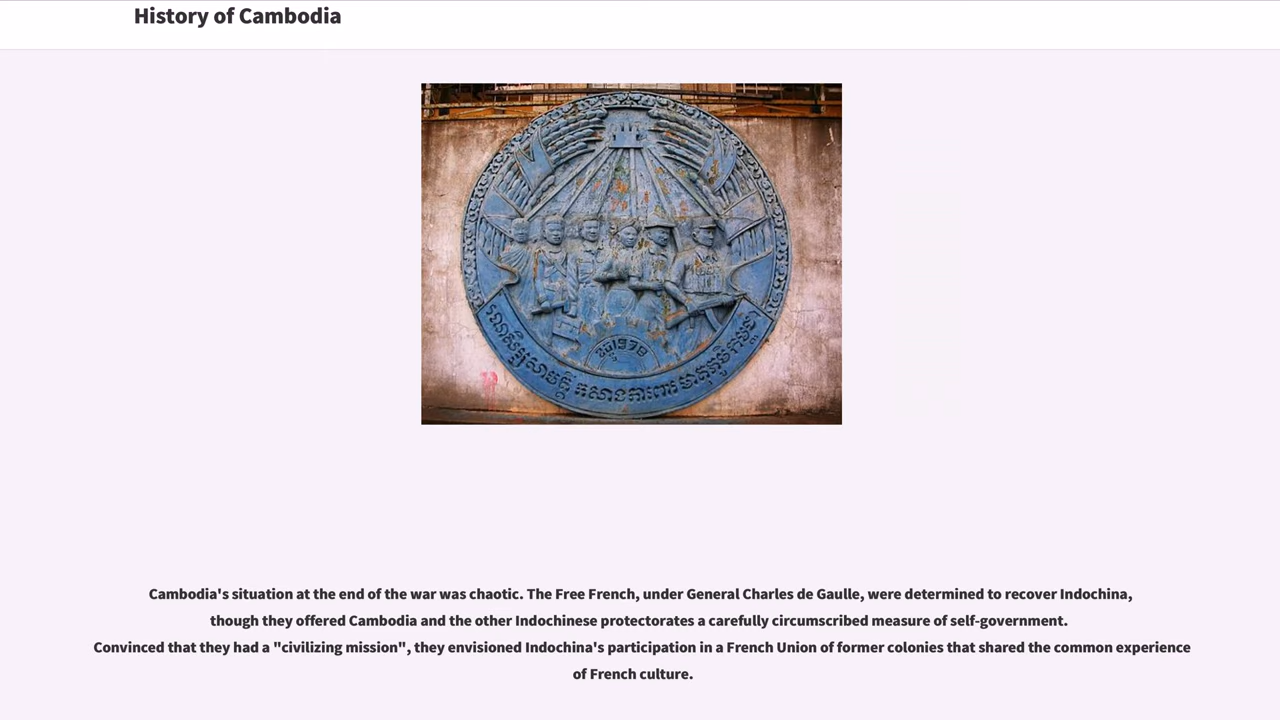 History of Cambodia
Cambodia's situation at the end of the war was chaotic. The Free French, under General Charles de Gaulle, were determined to recover Indochina,
though they offered Cambodia and the other Indochinese protectorates a carefully circumscribed measure of self-government.
Convinced that they had a "civilizing mission", they envisioned Indochina's participation in a French Union of former colonies that shared the common experience
of French culture.